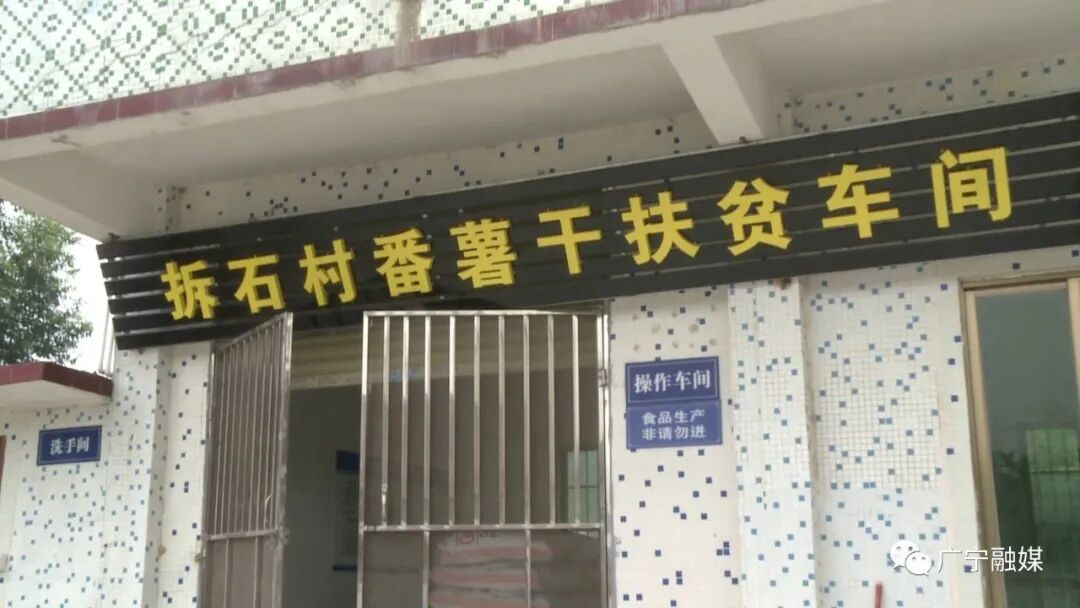 拆石村番薯干扶贫车间
洗手间
操作车间
食品生产
非请勿进
广宁融媒